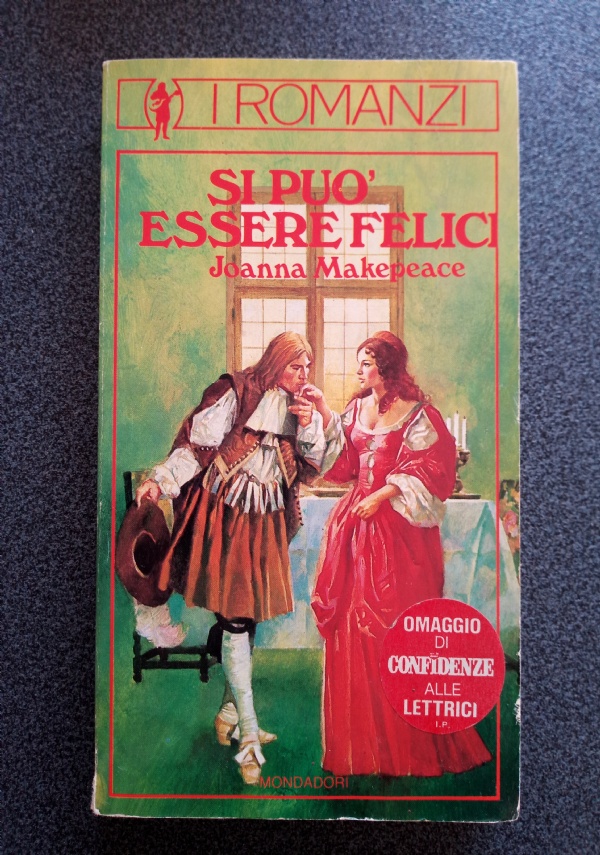 I ROMANZI
SI PUO'
ESSERE FELICI
Joanna Makepeace
OMAGGIO
DI
CONFIDENZE
ALLE
LETTRICI
I.P.
MONDADORI